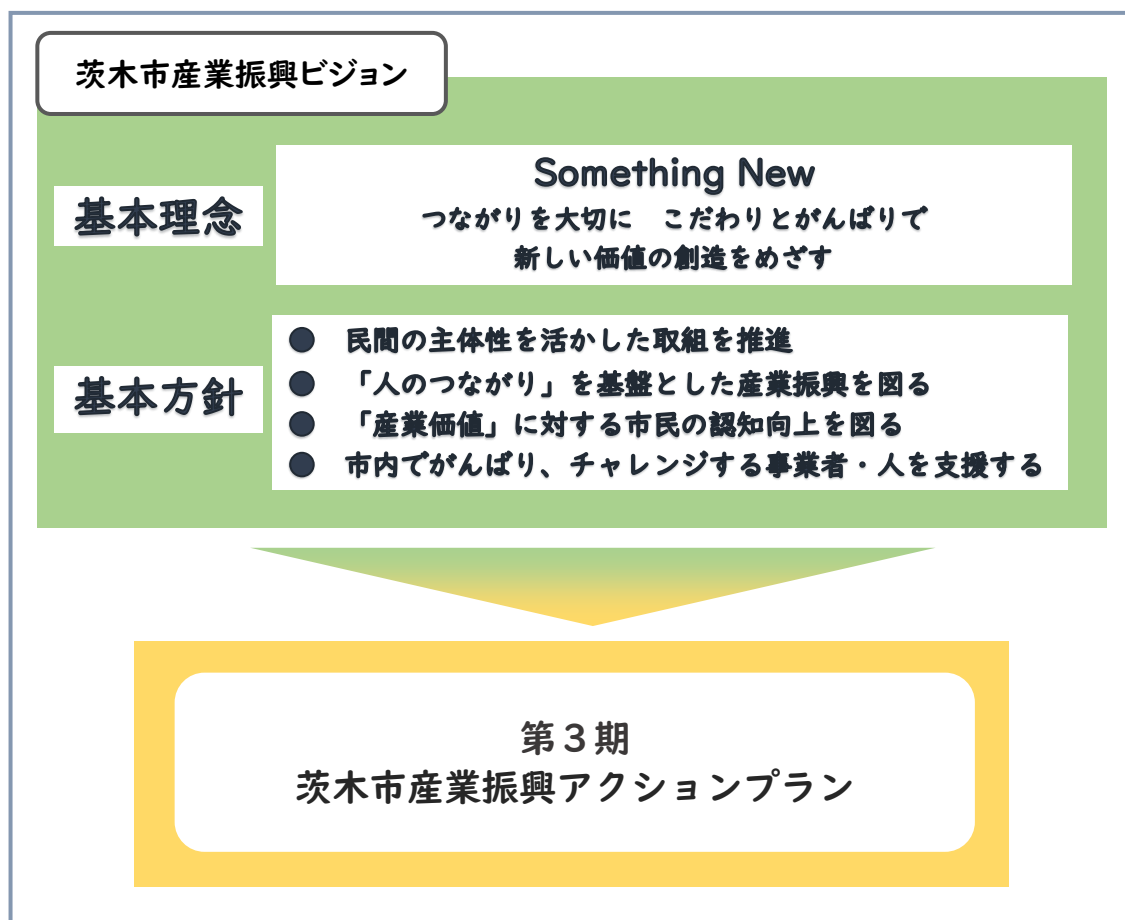 茨木市産業振興ビジョン
基本理念
Something New
つながりを大切に　こだわりとがんばりで
新しい価値の創造をめざす
基本方針
● 民間の主体性を活かした取組を推進
● 「人のつながり」を基盤とした産業振興を図る
● 「産業価値」に対する市民の認知向上を図る
● 市内でがんばり、チャレンジする事業者・人を支援する
第３期
茨木市産業振興アクションプラン